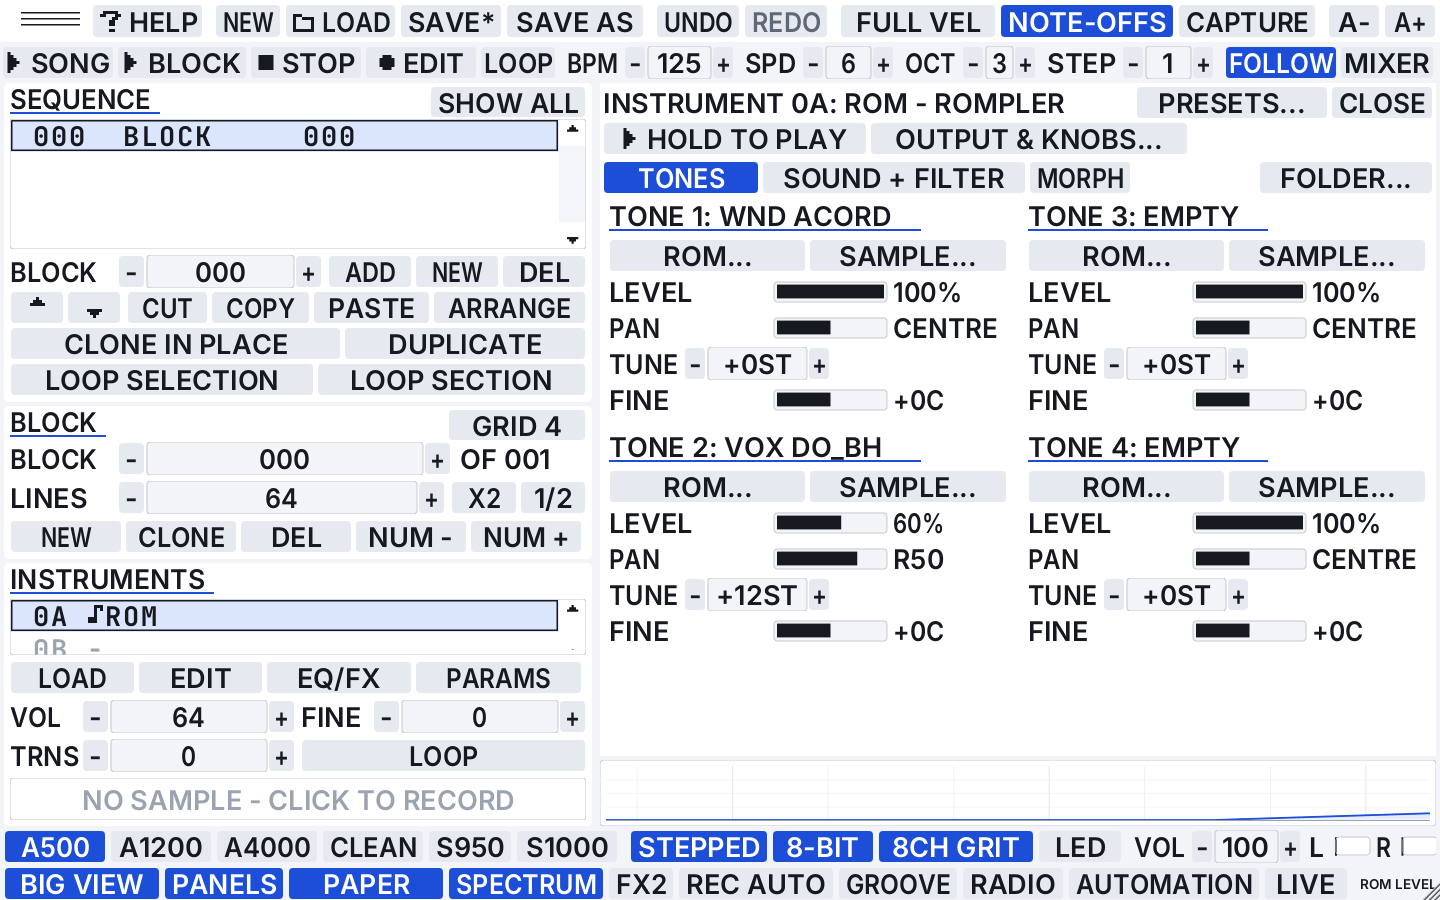 ? HELP NEW LOAD SAVE* SAVE AS UNDO REDO FULL VEL NOTE-OFFS CAPTURE A- A+
SONG BLOCK STOP EDIT LOOP BPM - 125 + SPD - 6 + OCT - 3 + STEP - 1 + FOLLOW MIXER
SEQUENCE SHOW ALL
000 BLOCK 000
BLOCK - 000 + ADD NEW DEL
CUT COPY PASTE ARRANGE
CLONE IN PLACE DUPLICATE
LOOP SELECTION LOOP SECTION
BLOCK GRID 4
BLOCK - 000 + OF 001
LINES - 64 + X2 1/2
NEW CLONE DEL NUM - NUM +
INSTRUMENTS
0A ROM
0B -
LOAD EDIT EQ/FX PARAMS
VOL - 64 + FINE - 0 +
TRNS - 0 + LOOP
NO SAMPLE - CLICK TO RECORD
INSTRUMENT 0A: ROM - ROMPLER PRESETS... CLOSE
HOLD TO PLAY OUTPUT & KNOBS...
TONES SOUND + FILTER MORPH FOLDER...
TONE 1: WND ACORD
ROM... SAMPLE...
LEVEL 100%
PAN CENTRE
TUNE - +0ST +
FINE +0C
TONE 2: VOX DO_BH
ROM... SAMPLE...
LEVEL 60%
PAN R50
TUNE - +12ST +
FINE +0C
TONE 3: EMPTY
ROM... SAMPLE...
LEVEL 100%
PAN CENTRE
TUNE - +0ST +
FINE +0C
TONE 4: EMPTY
ROM... SAMPLE...
LEVEL 100%
PAN CENTRE
TUNE - +0ST +
FINE +0C
A500 A1200 A4000 CLEAN S950 S1000 STEPPED 8-BIT 8CH GRIT LED VOL - 100 + L R
BIG VIEW PANELS PAPER SPECTRUM FX2 REC AUTO GROOVE RADIO AUTOMATION LIVE ROM LEVEL